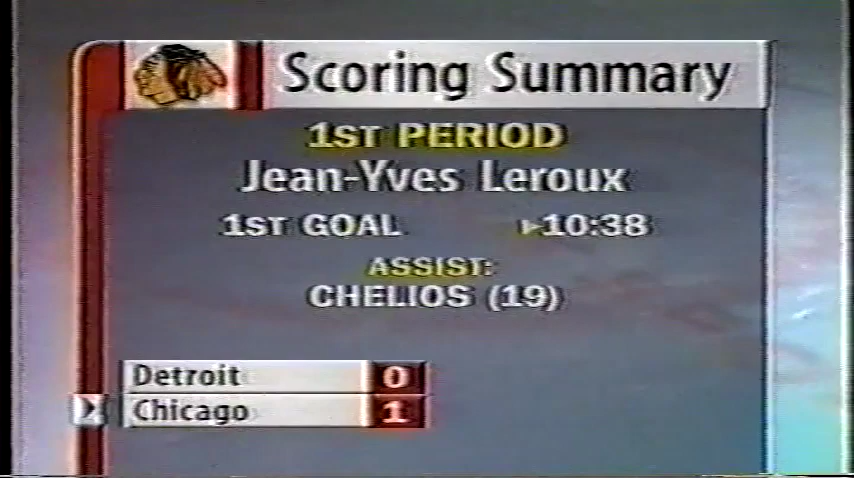 Scoring Summary
1ST PERIOD
Jean-Yves Leroux
1ST GOAL ▸10:38
ASSIST:
CHELIOS (19)
Detroit 0
Chicago 1